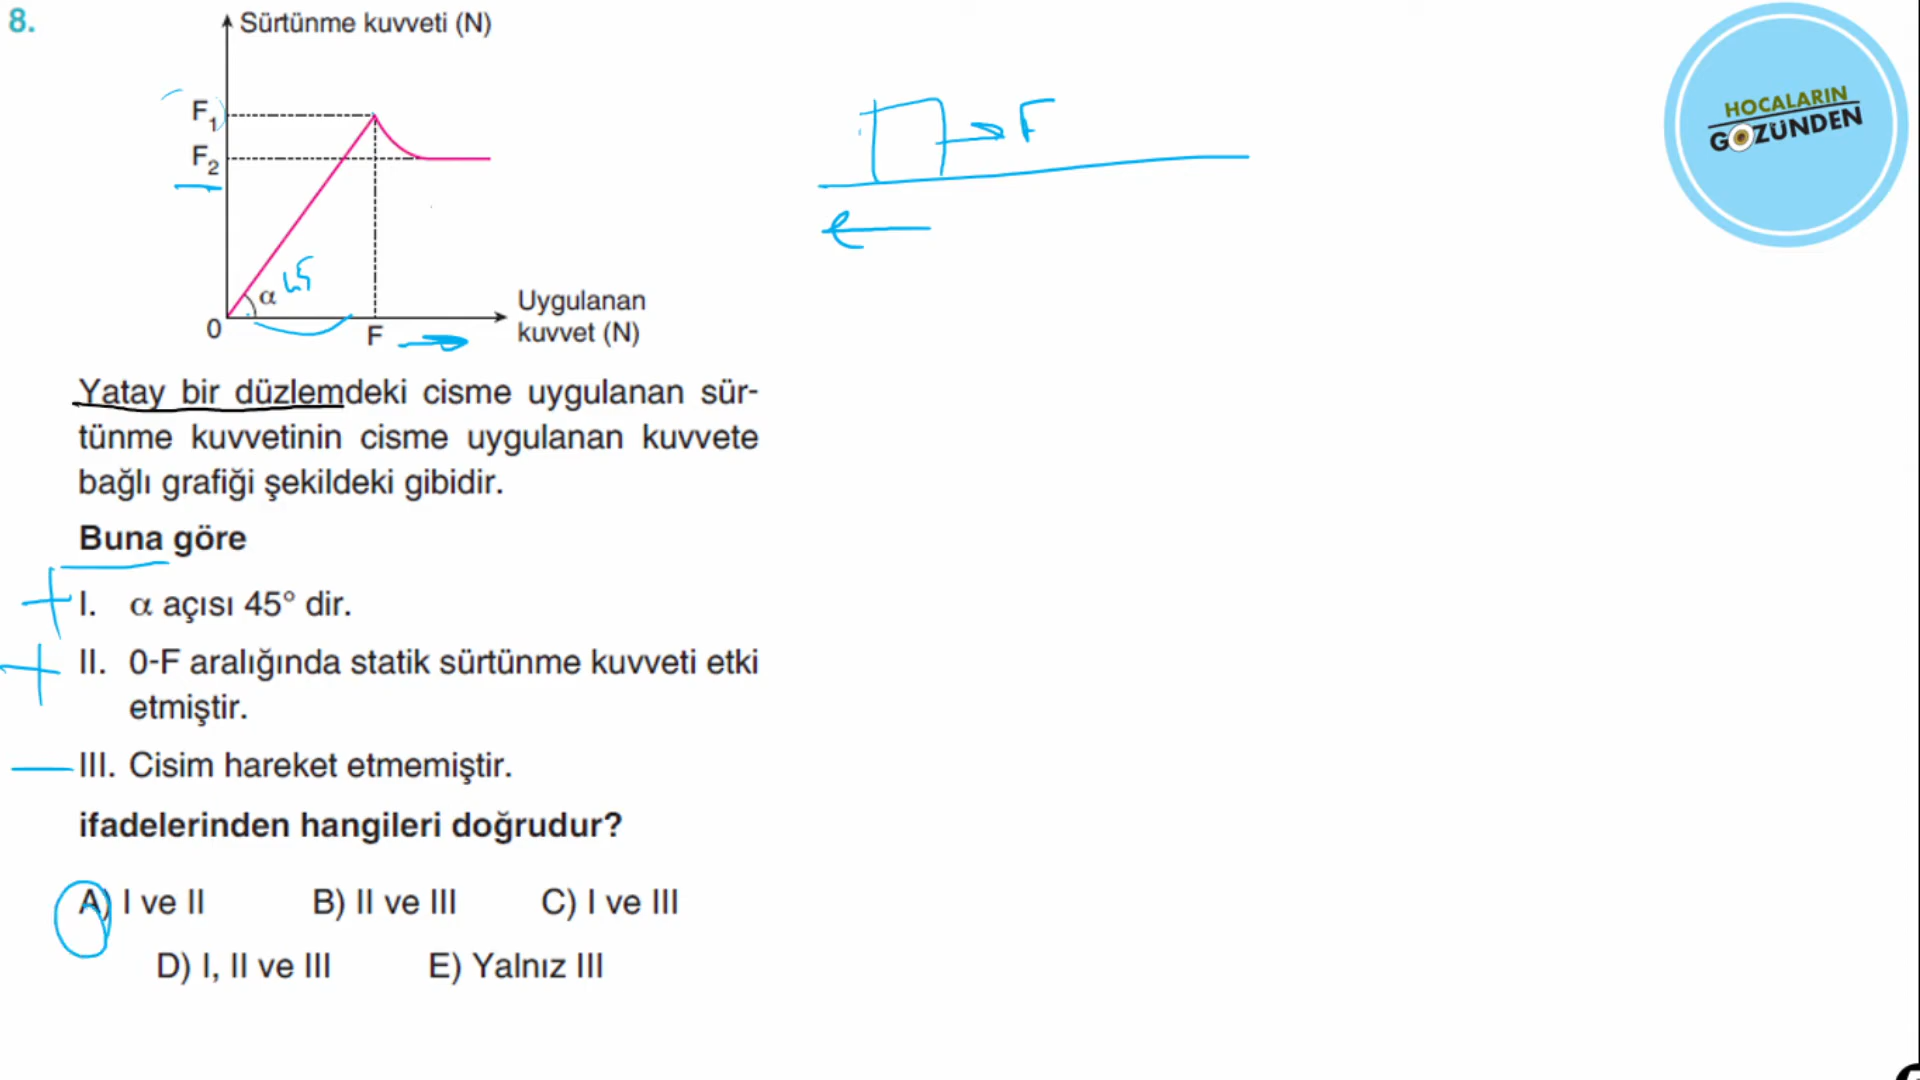 8.
Sürtünme kuvveti (N)
F1
F2
α 45
0
F
Uygulanan
kuvvet (N)
F
HOCALARIN
GÖZÜNDEN
Yatay bir düzlemdeki cisme uygulanan sür-
tünme kuvvetinin cisme uygulanan kuvvete
bağlı grafiği şekildeki gibidir.
Buna göre
I. α açısı 45° dir.
II. 0-F aralığında statik sürtünme kuvveti etki
etmiştir.
III. Cisim hareket etmemiştir.
ifadelerinden hangileri doğrudur?
A) I ve II B) II ve III C) I ve III
D) I, II ve III E) Yalnız III